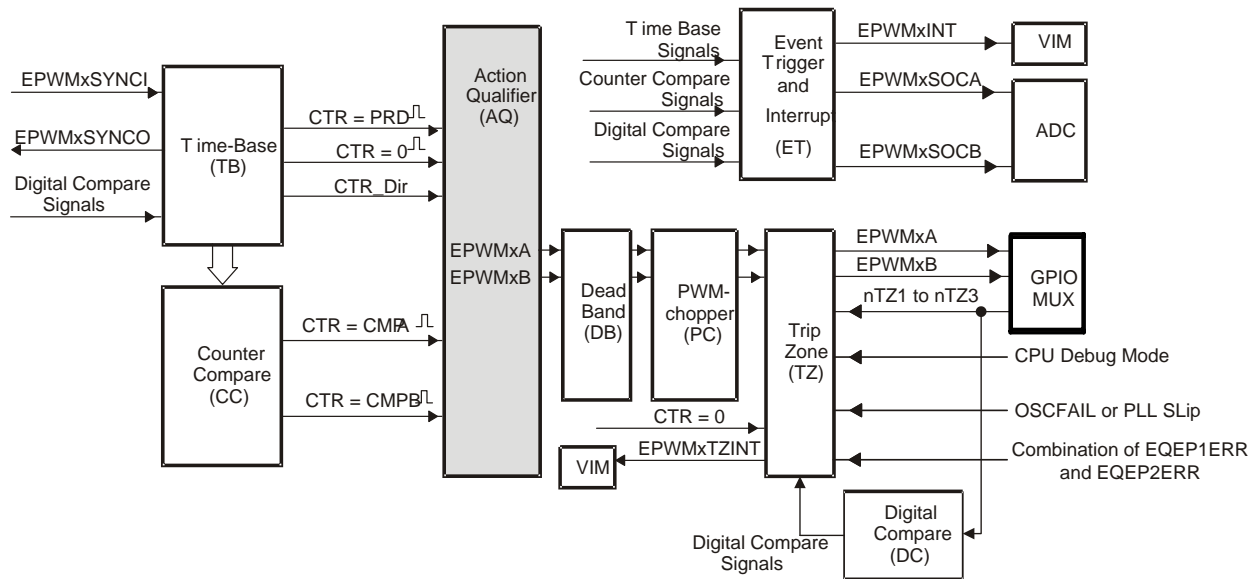 EPWMxSYNCI
EPWMxSYNCO
Digital Compare
Signals
Time-Base
(TB)
CTR = PRD
CTR = 0
CTR_Dir
Counter
Compare
(CC)
CTR = CMPA
CTR = CMPB
Action
Qualifier
(AQ)
EPWMxA
EPWMxB
Time Base
Signals
Counter Compare
Signals
Digital Compare
Signals
Event
Trigger
and
Interrupt
(ET)
EPWMxINT
EPWMxSOCA
EPWMxSOCB
VIM
ADC
Dead
Band
(DB)
PWM-
chopper
(PC)
Trip
Zone
(TZ)
EPWMxA
EPWMxB
nTZ1 to nTZ3
GPIO
MUX
CPU Debug Mode
OSCFAIL or PLL SLip
Combination of EQEP1ERR
and EQEP2ERR
CTR = 0
EPWMxTZINT
VIM
Digital Compare
Signals
Digital
Compare
(DC)